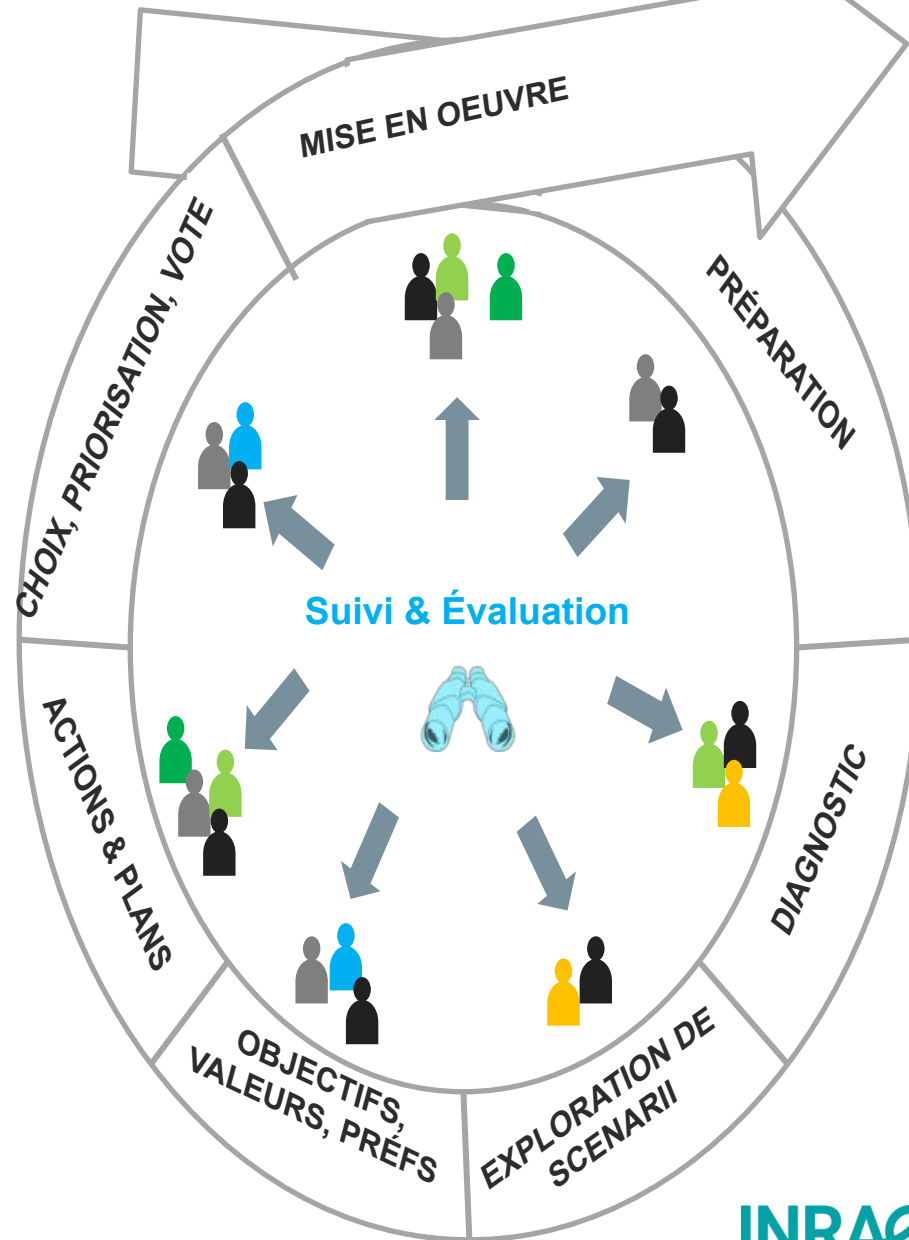 MISE EN OEUVRE
PRÉPARATION
DIAGNOSTIC
EXPLORATION DE
SCENARII
OBJECTIFS,
VALEURS, PRÉFS
ACTIONS & PLANS
CHOIX, PRIORISATION, VOTE
Suivi & Évaluation